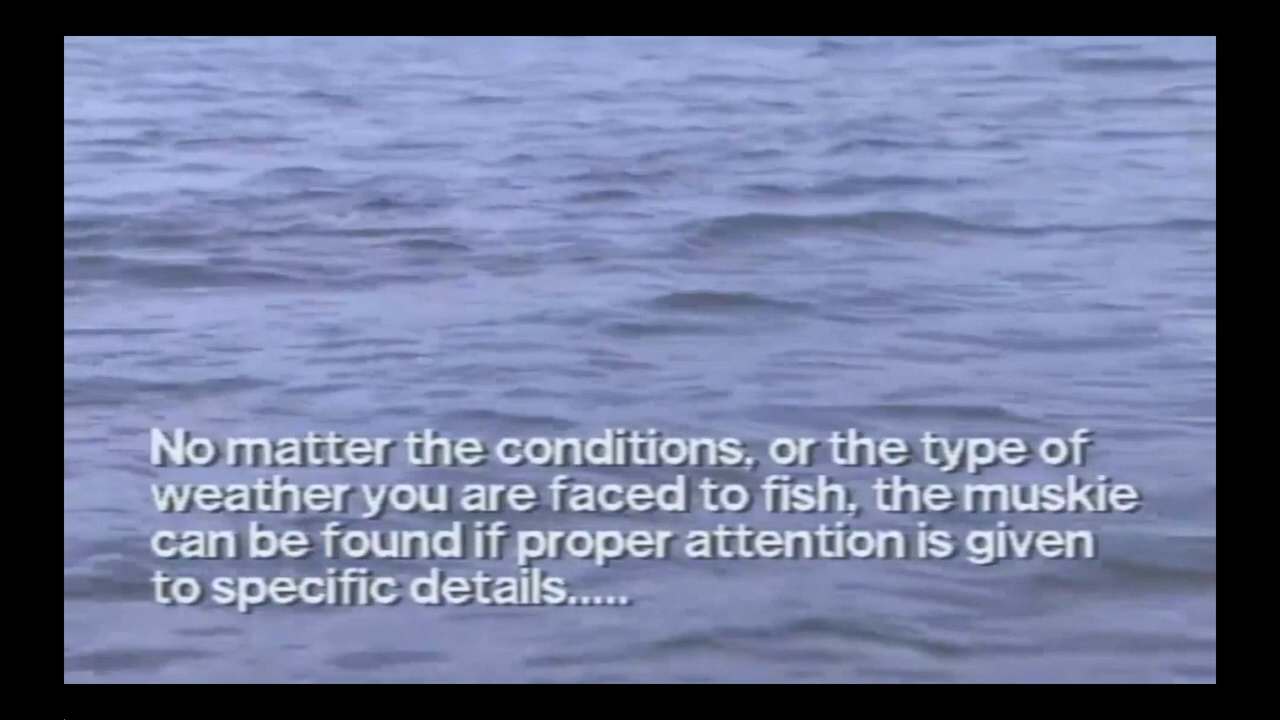 No matter the conditions, or the type of
weather you are faced to fish, the muskie
can be found if proper attention is given
to specific details.....